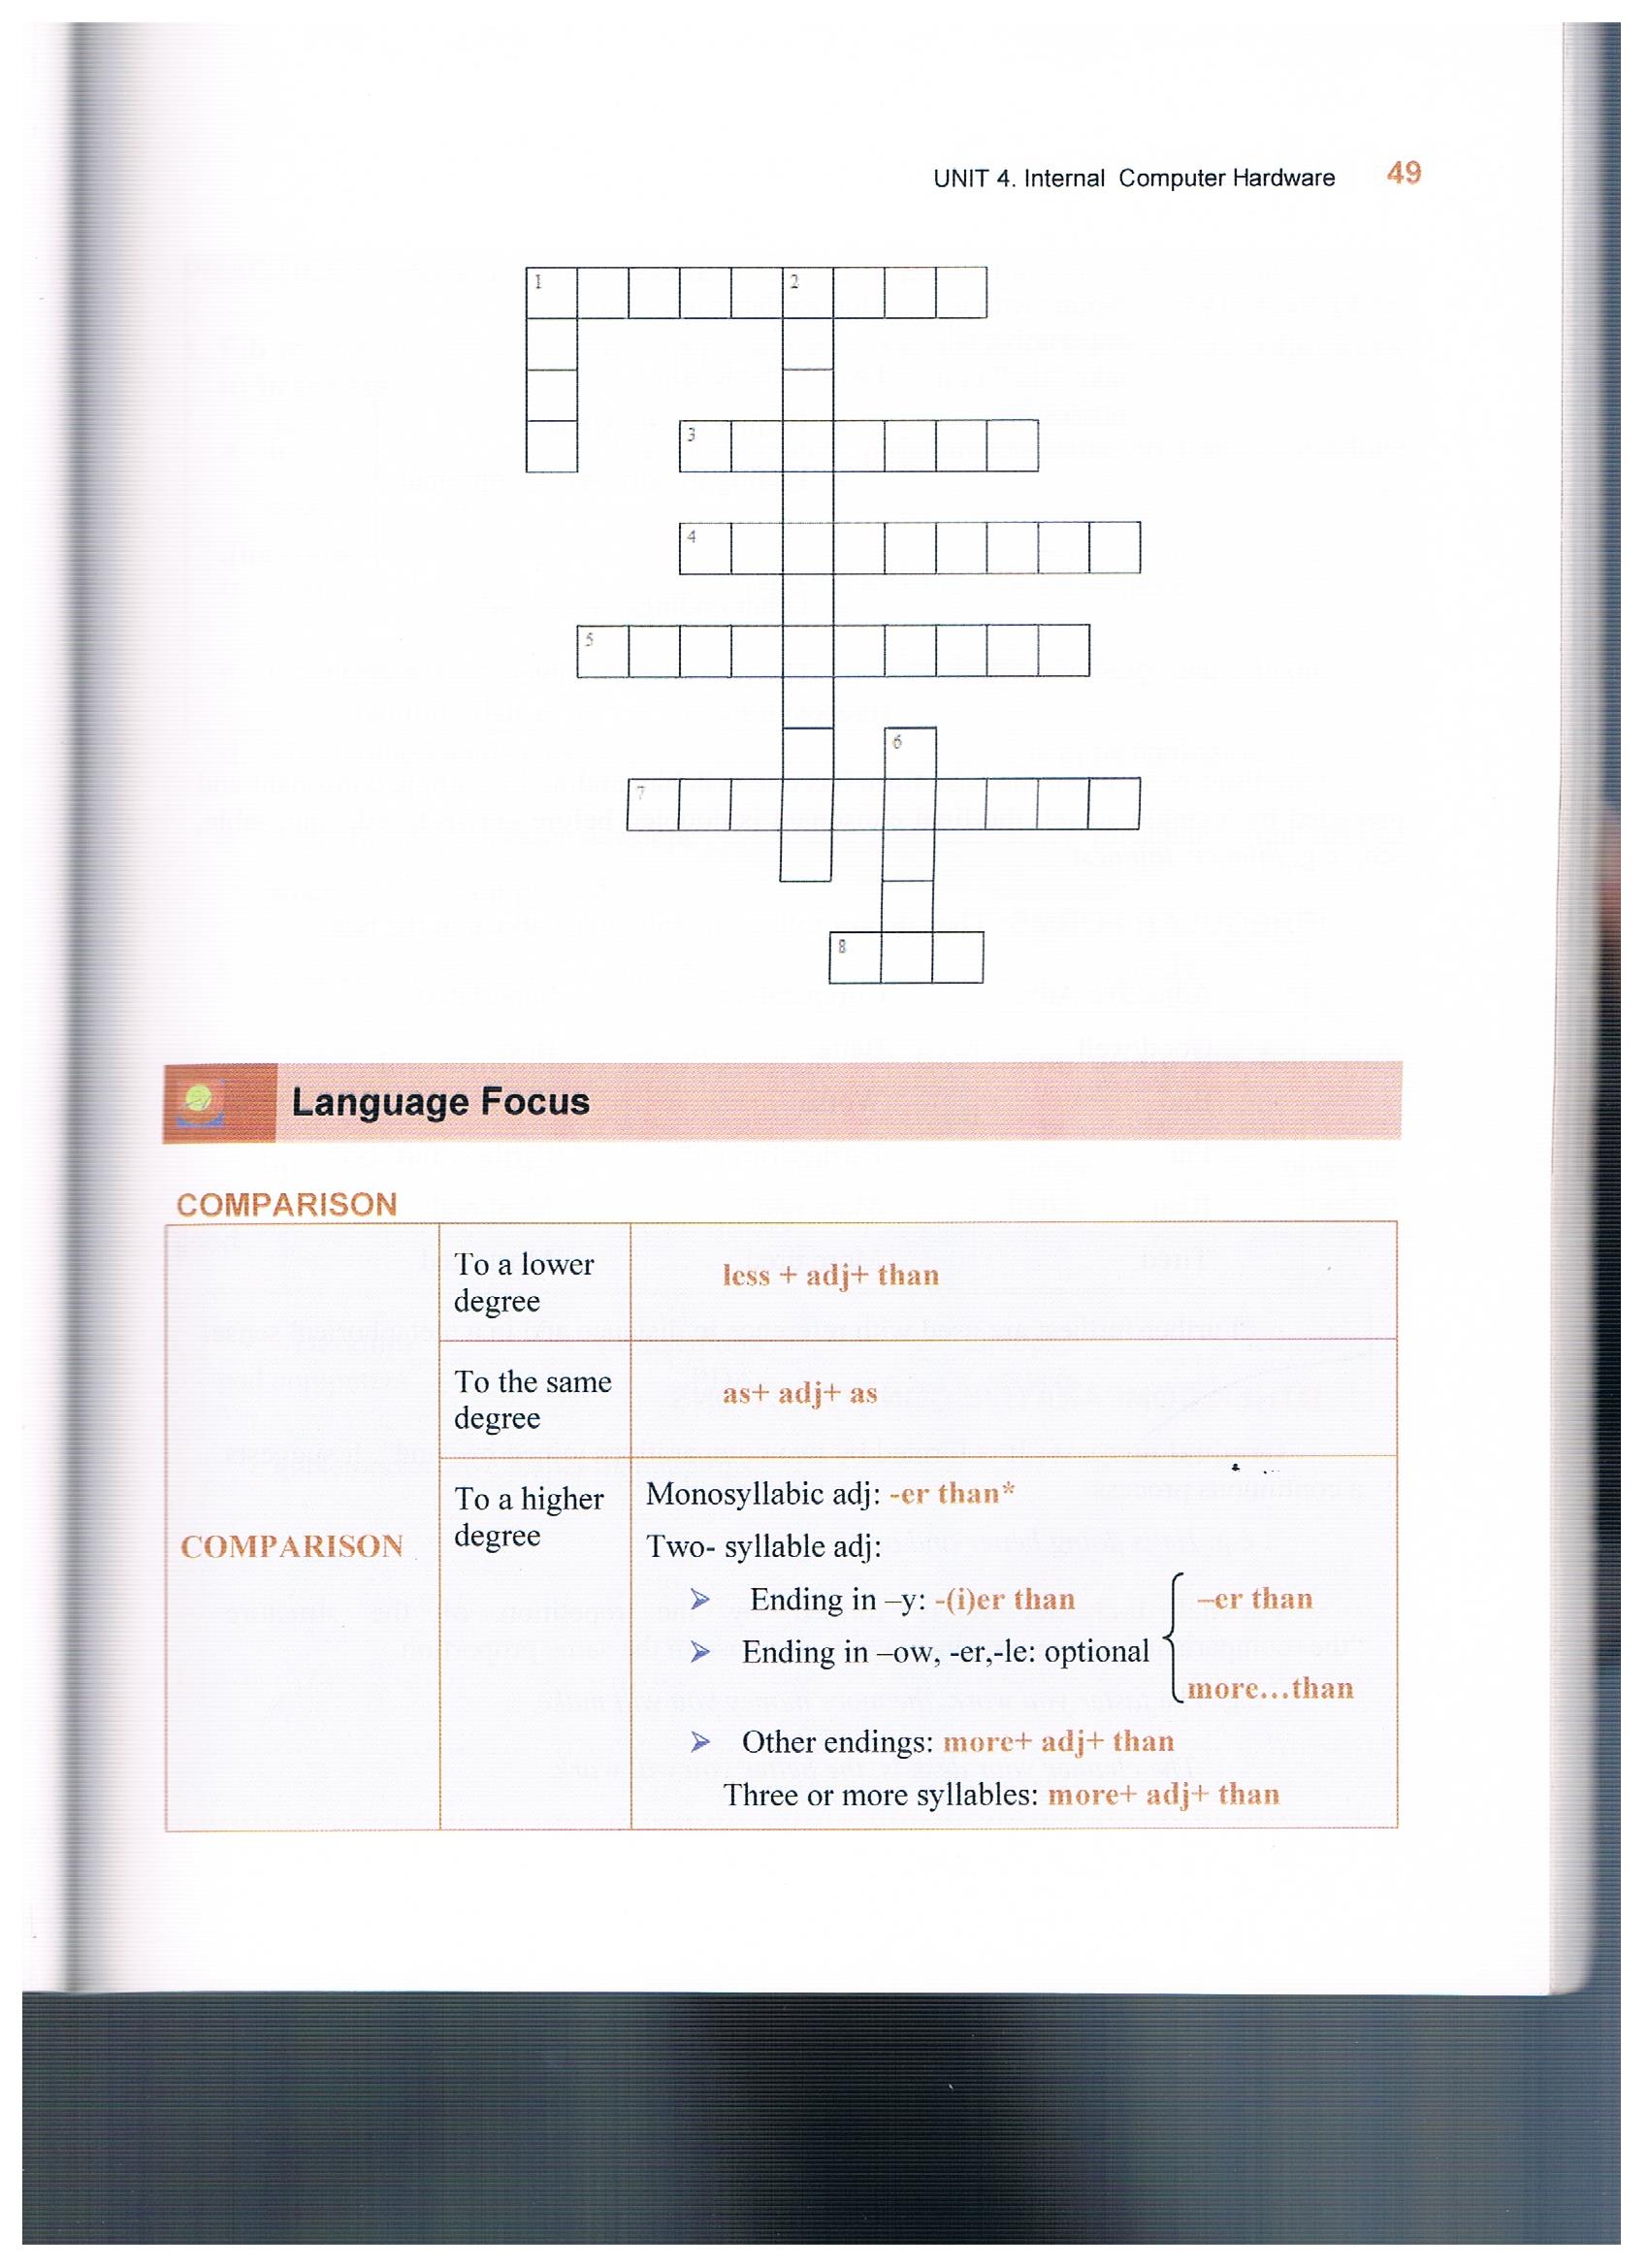 UNIT 4. Internal Computer Hardware 49
1 2
3
4
5
6
7
8
Language Focus
COMPARISON
To a lower
degree
less + adj+ than
To the same
degree
as+ adj+ as
COMPARISON
To a higher
degree
Monosyllabic adj: -er than*
Two- syllable adj:
Ending in –y: -(i)er than
Ending in –ow, -er,-le: optional
–er than
more…than
Other endings: more+ adj+ than
Three or more syllables: more+ adj+ than